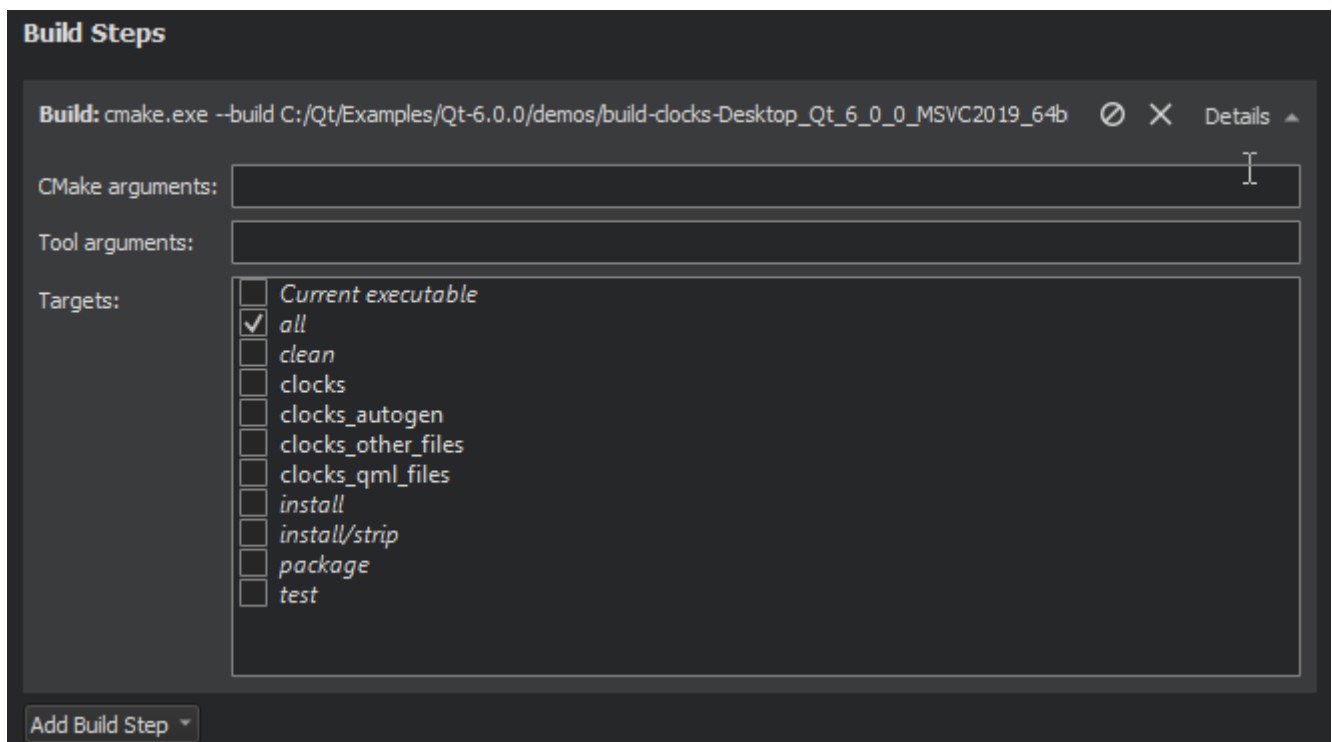 Build Steps
Build: cmake.exe --build C:/Qt/Examples/Qt-6.0.0/demos/build-clocks-Desktop_Qt_6_0_0_MSVC2019_64b Details
CMake arguments:
Tool arguments:
Targets:
Current executable
all
clean
clocks
clocks_autogen
clocks_other_files
clocks_qml_files
install
install/strip
package
test
Add Build Step